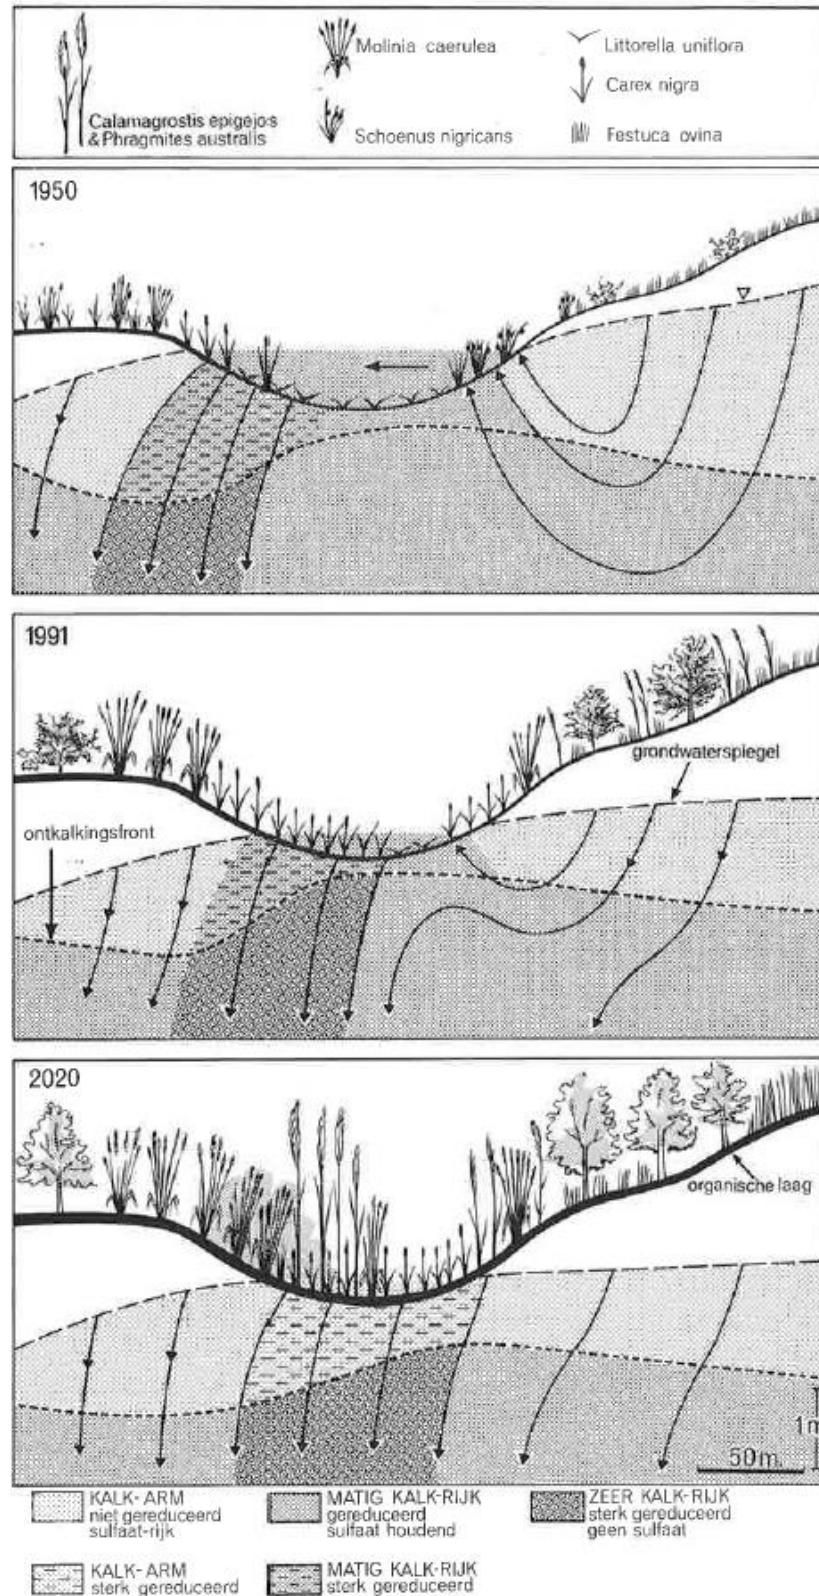 Calamagrostis epigejos
& Phragmites australis
Molinia caerulea
Schoenus nigricans
Littorella uniflora
Carex nigra
Festuca ovina
1950
1991
grondwaterspiegel
ontkalkingsfront
2020
organische laag
1m
50m.
KALK-ARM
niet gereduceerd
sulfaat-rijk
MATIG KALK-RIJK
gereduceerd
sulfaat houdend
ZEER KALK-RIJK
sterk gereduceerd
geen sulfaat
KALK-ARM
sterk gereduceerd
MATIG KALK-RIJK
sterk gereduceerd